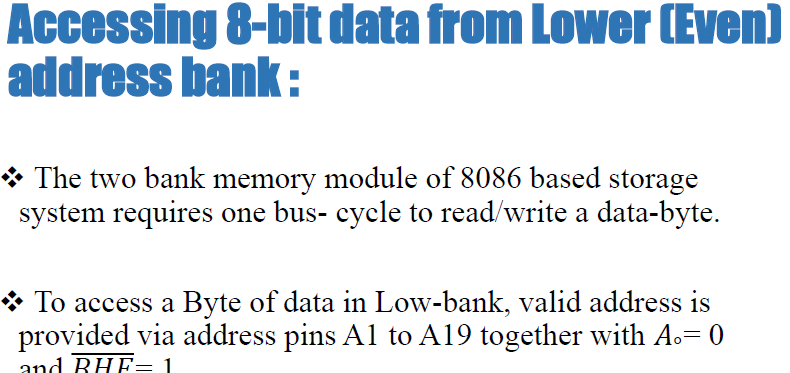 Accessing 8-bit data from Lower (Even)
address bank :
❖ The two bank memory module of 8086 based storage
system requires one bus- cycle to read/write a data-byte.
❖ To access a Byte of data in Low-bank, valid address is
provided via address pins A1 to A19 together with A₀= 0
and B̅H̅E̅= 1